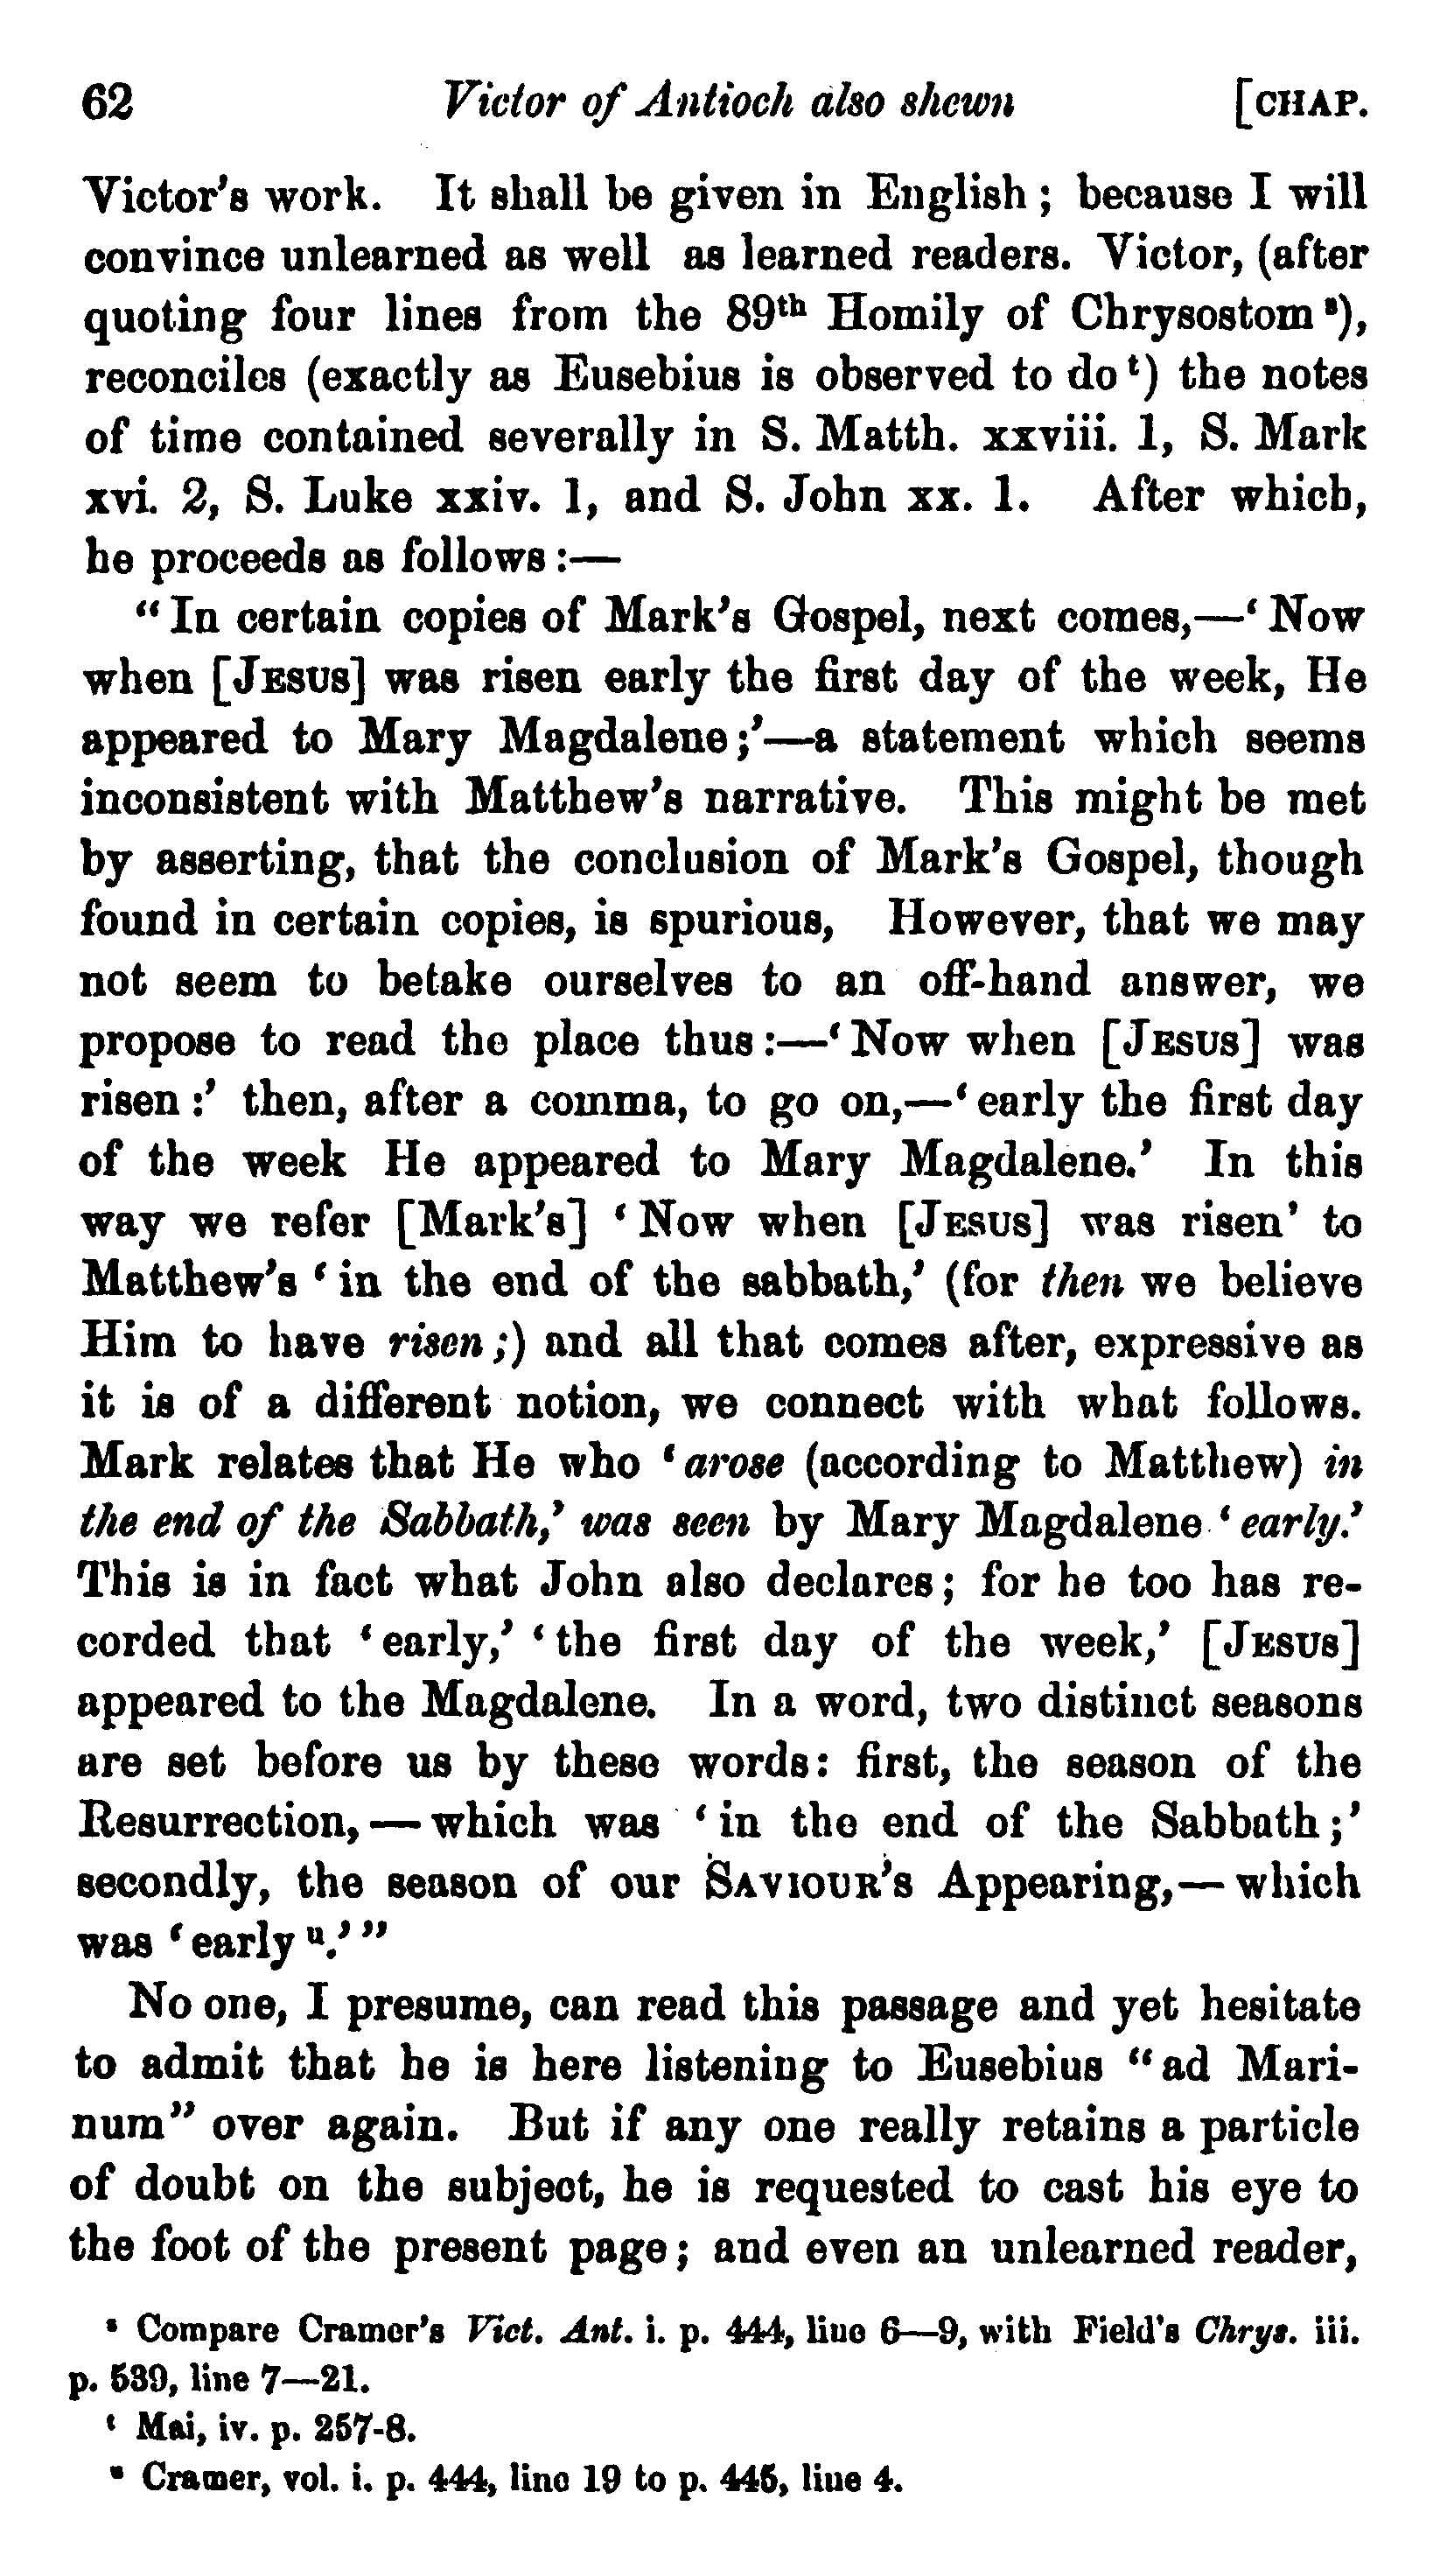 62 Victor of Antioch also shewn [CHAP.
Victor's work. It shall be given in English; because I will
convince unlearned as well as learned readers. Victor, (after
quoting four lines from the 89th Homily of Chrysostom s),
reconciles (exactly as Eusebius is observed to do t) the notes
of time contained severally in S. Matth. xxviii. 1, S. Mark
xvi. 2, S. Luke xxiv. 1, and S. John xx. 1. After which,
he proceeds as follows:—
"In certain copies of Mark's Gospel, next comes,—'Now
when [JESUS] was risen early the first day of the week, He
appeared to Mary Magdalene;'—a statement which seems
inconsistent with Matthew's narrative. This might be met
by asserting, that the conclusion of Mark's Gospel, though
found in certain copies, is spurious, However, that we may
not seem to betake ourselves to an off-hand answer, we
propose to read the place thus:—'Now when [JESUS] was
risen:' then, after a comma, to go on,—'early the first day
of the week He appeared to Mary Magdalene.' In this
way we refer [Mark's] 'Now when [JESUS] was risen' to
Matthew's 'in the end of the sabbath,' (for then we believe
Him to have risen;) and all that comes after, expressive as
it is of a different notion, we connect with what follows.
Mark relates that He who 'arose (according to Matthew) in
the end of the Sabbath,' was seen by Mary Magdalene 'early.'
This is in fact what John also declares; for he too has re-
corded that 'early,' 'the first day of the week,' [JESUS]
appeared to the Magdalene. In a word, two distinct seasons
are set before us by these words: first, the season of the
Resurrection,—which was 'in the end of the Sabbath;'
secondly, the season of our SAVIOUR'S Appearing,—which
was 'early u.'"
No one, I presume, can read this passage and yet hesitate
to admit that he is here listening to Eusebius "ad Mari-
num" over again. But if any one really retains a particle
of doubt on the subject, he is requested to cast his eye to
the foot of the present page; and even an unlearned reader,
s Compare Cramer's Vict. Ant. i. p. 444, line 6—9, with Field's Chrys. iii.
p. 539, line 7—21.
t Mai, iv. p. 257-8.
u Cramer, vol. i. p. 444, line 19 to p. 445, line 4.